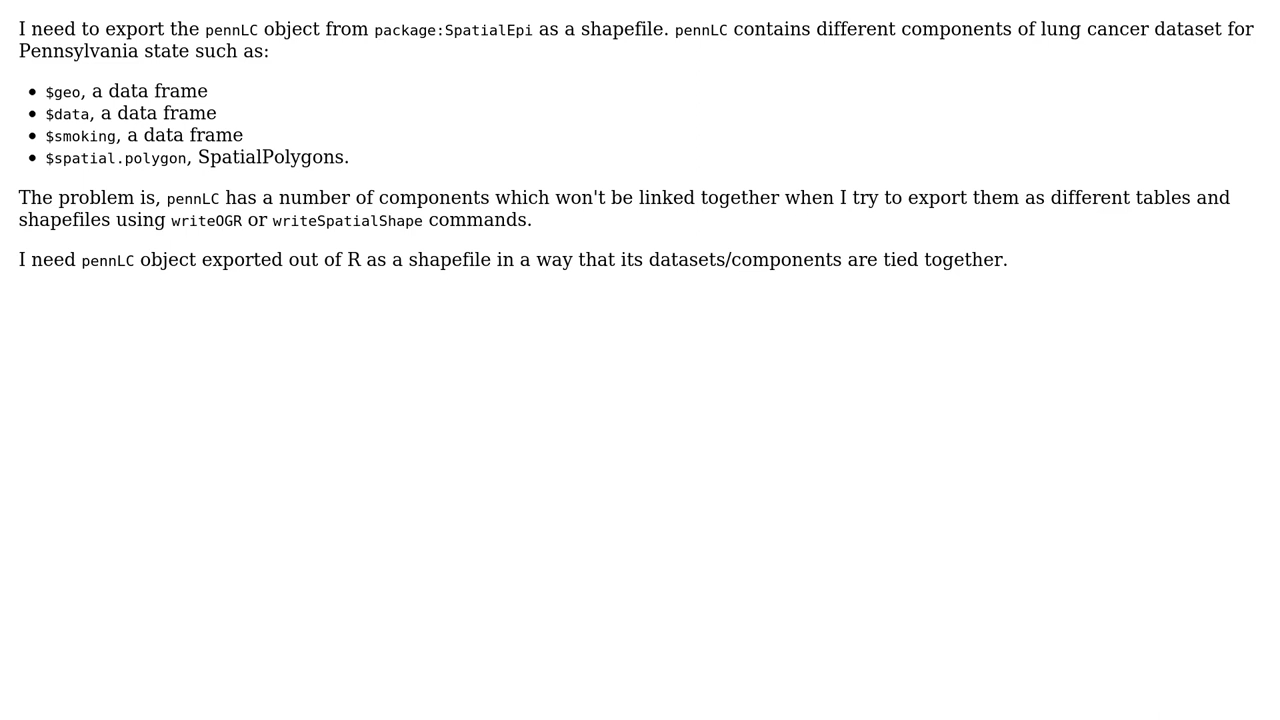 I need to export the pennLC object from package:SpatialEpi as a shapefile. pennLC contains different components of lung cancer dataset for
Pennsylvania state such as:
• $geo, a data frame
• $data, a data frame
• $smoking, a data frame
• $spatial.polygon, SpatialPolygons.
The problem is, pennLC has a number of components which won't be linked together when I try to export them as different tables and
shapefiles using writeOGR or writeSpatialShape commands.
I need pennLC object exported out of R as a shapefile in a way that its datasets/components are tied together.